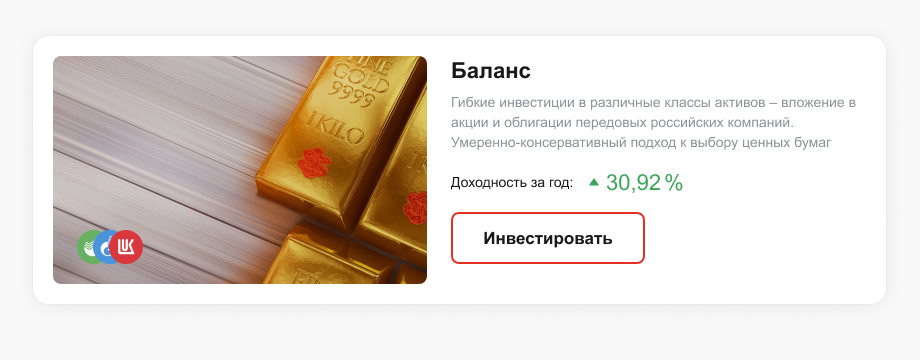 FINE
GOLD
9999
1KILO
LUK
Баланс
Гибкие инвестиции в различные классы активов – вложение в
акции и облигации передовых российских компаний.
Умеренно-консервативный подход к выбору ценных бумаг
Доходность за год: 30,92 %
Инвестировать